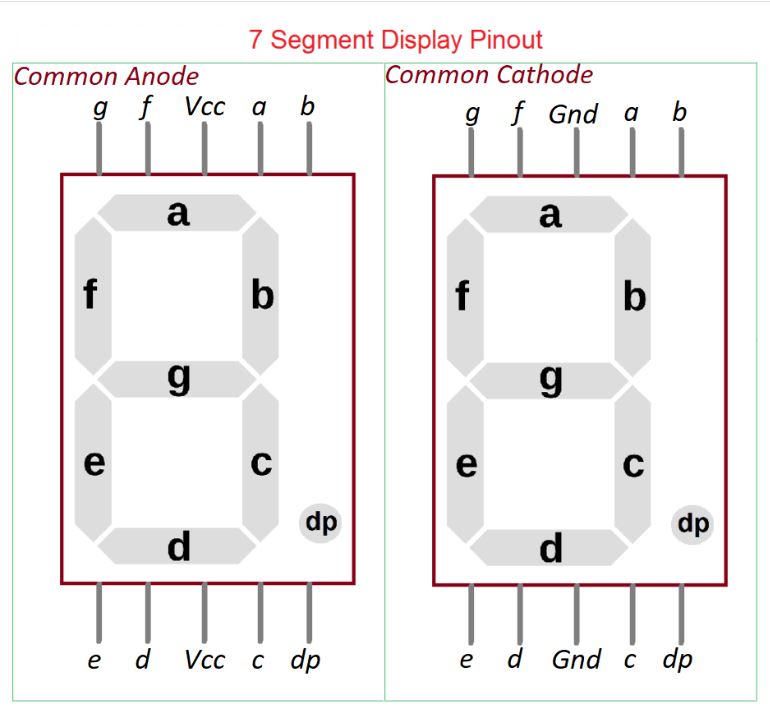 7 Segment Display Pinout
Common Anode
g f Vcc a b
a
f b
g
e c
dp
d
e d Vcc c dp
Common Cathode
g f Gnd a b
a
f b
g
e c
dp
d
e d Gnd c dp